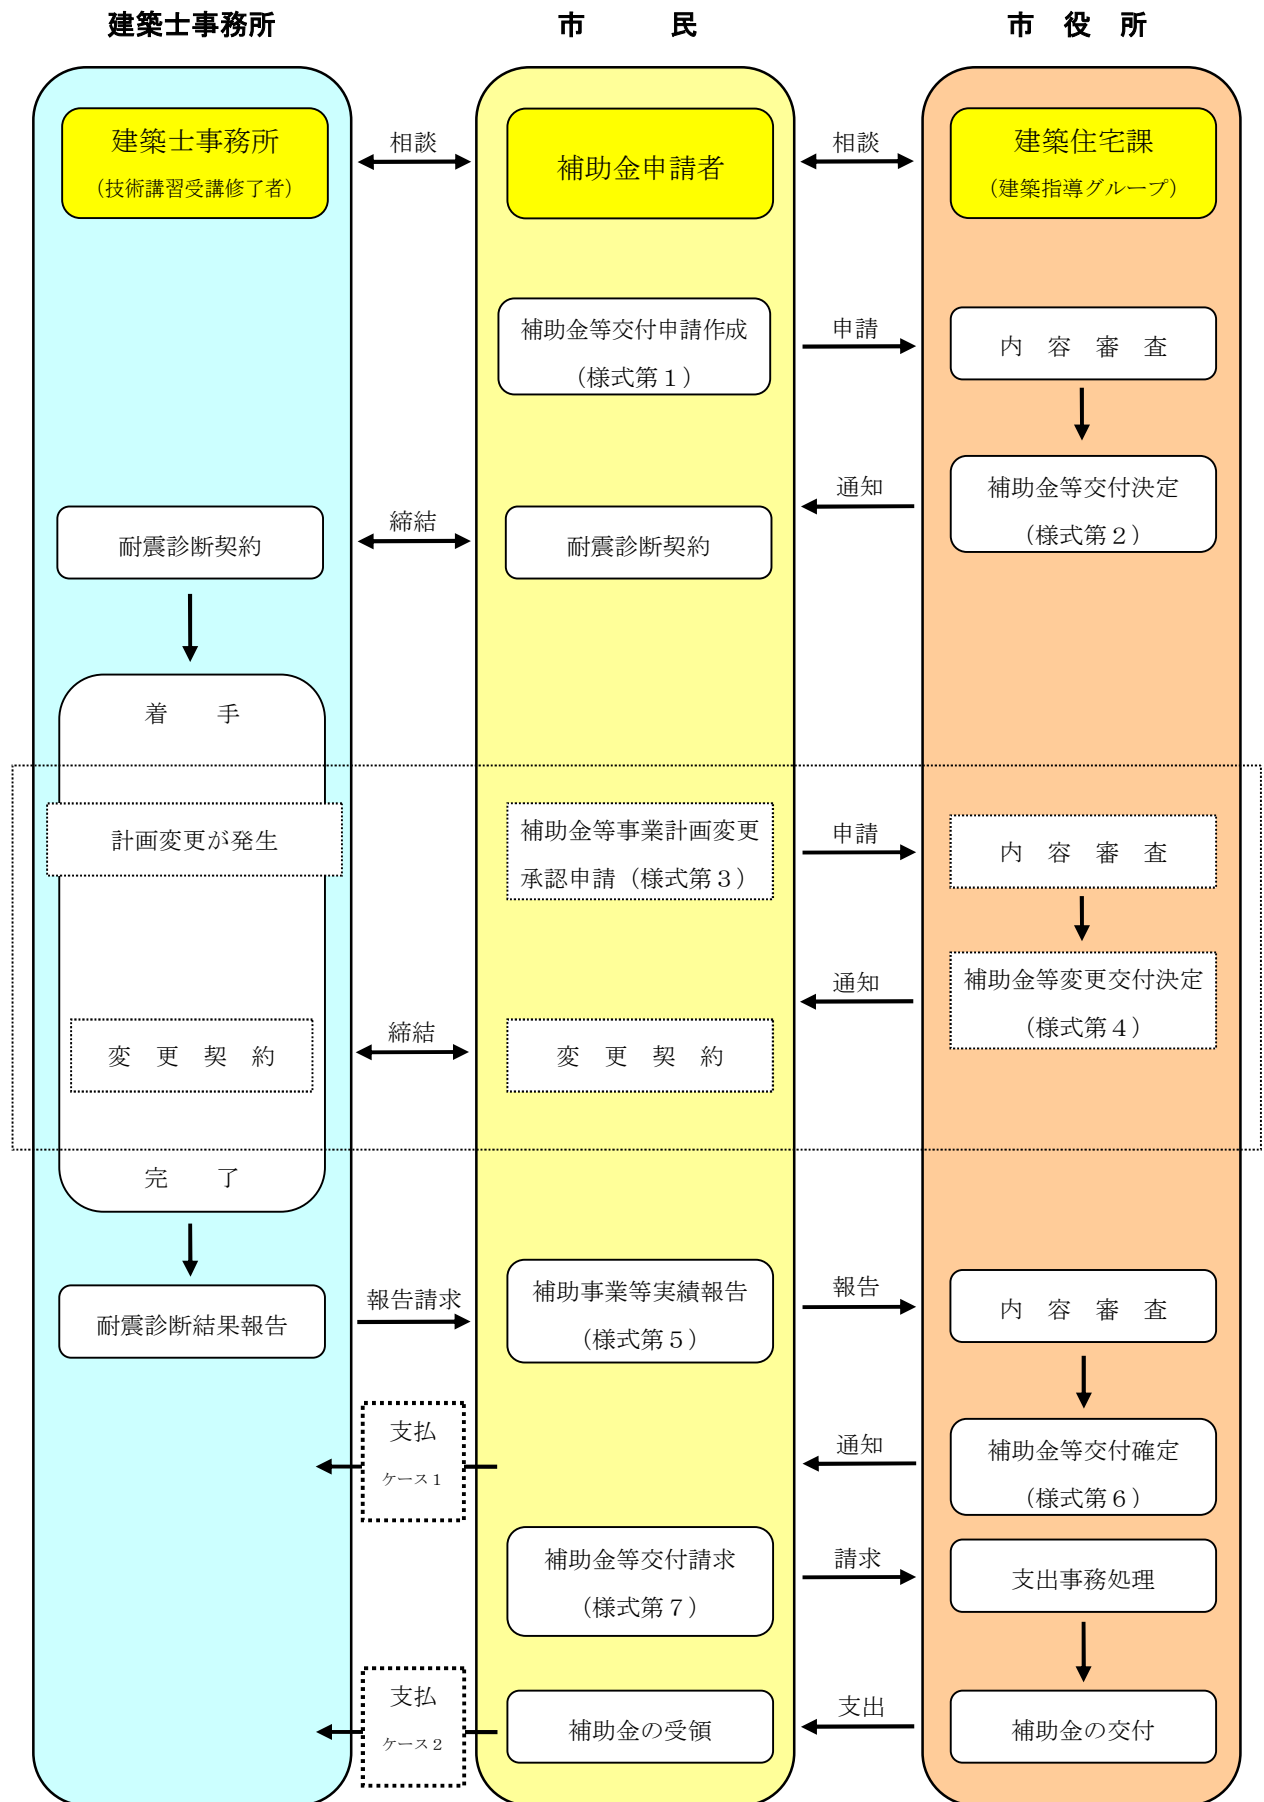 建築士事務所
市　　　民
市　役　所
建築士事務所
（技術講習受講修了者）
相談
補助金申請者
相談
建築住宅課
（建築指導グループ）
補助金等交付申請作成
（様式第１）
申請
内　容　審　査
通知
補助金等交付決定
（様式第２）
耐震診断契約
締結
耐震診断契約
着　　手
計画変更が発生
補助金等事業計画変更
承認申請（様式第３）
申請
内　容　審　査
通知
補助金等変更交付決定
（様式第４）
変　更　契　約
締結
変　更　契　約
完　　了
耐震診断結果報告
報告請求
補助事業等実績報告
（様式第５）
報告
内　容　審　査
支払
ケース１
通知
補助金等交付確定
（様式第６）
補助金等交付請求
（様式第７）
請求
支出事務処理
支払
ケース２
補助金の受領
支出
補助金の交付